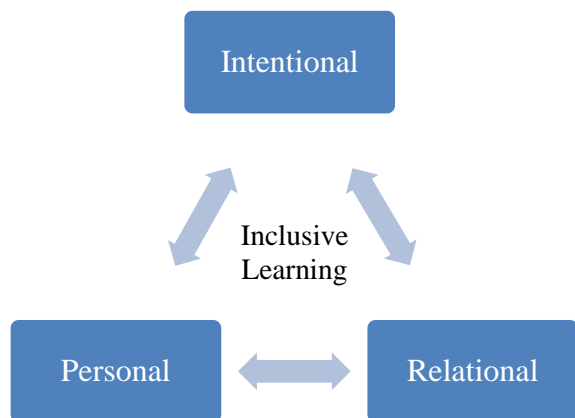 Intentional
Inclusive
Learning
Personal
Relational